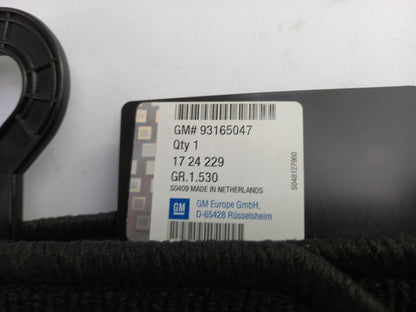 GM# 93165047
Qty 1
17 24 229
GR.1.530
S0409 MADE IN NETHERLANDS
GM
GM Europe GmbH,
D-65428 Rüsselsheim
S048127960